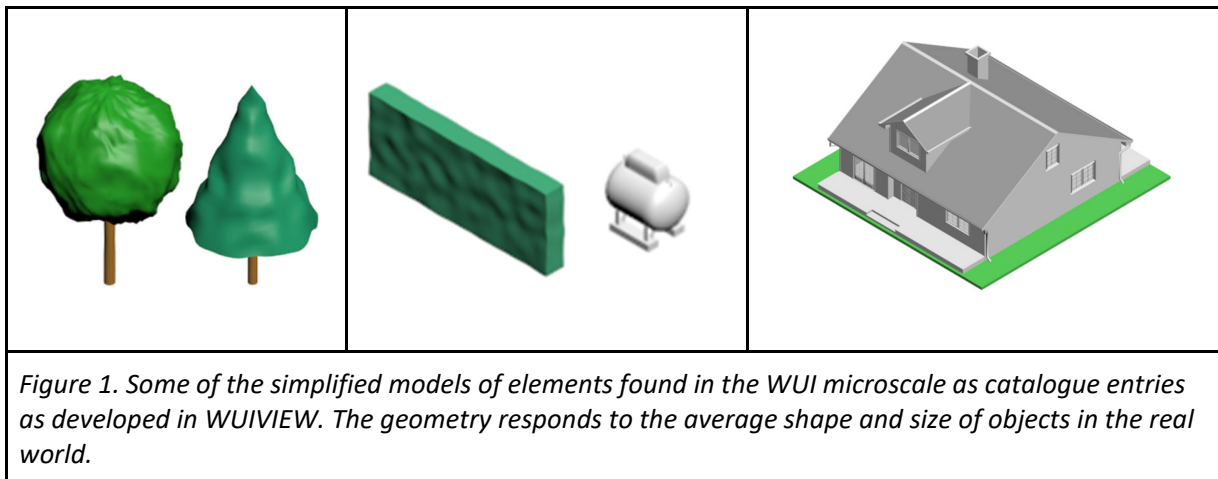 Figure 1. Some of the simplified models of elements found in the WUI microscale as catalogue entries
as developed in WUIVIEW. The geometry responds to the average shape and size of objects in the real
world.